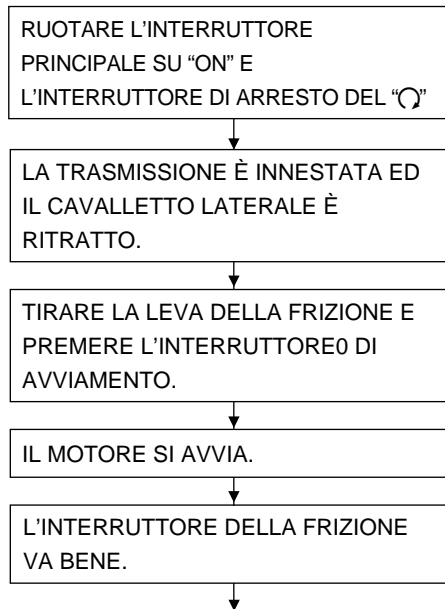 RUOTARE L'INTERRUTTORE
PRINCIPALE SU “ON” E
L'INTERRUTTORE DI ARRESTO DEL “”
LA TRASMISSIONE È INNESTATA ED
IL CAVALLETTO LATERALE È
RITRATTO.
TIRARE LA LEVA DELLA FRIZIONE E
PREMERE L'INTERRUTTORE0 DI
AVVIAMENTO.
IL MOTORE SI AVVIA.
L'INTERRUTTORE DELLA FRIZIONE
VA BENE.